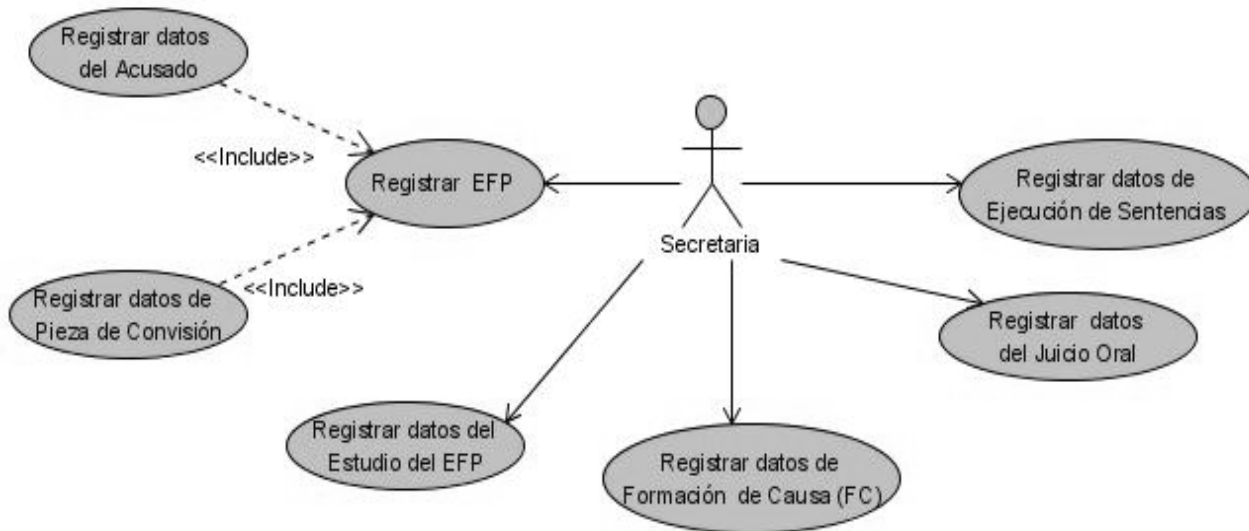 Registrar datos
del Acusado
<<Include>>
Registrar EFP
Registrar datos de
Ejecución de Sentencias
Secretaria
<<Include>>
Registrar datos de
Pieza de Convisión
Registrar datos
del Juicio Oral
Registrar datos del
Estudio del EFP
Registrar datos de
Formación de Causa (FC)